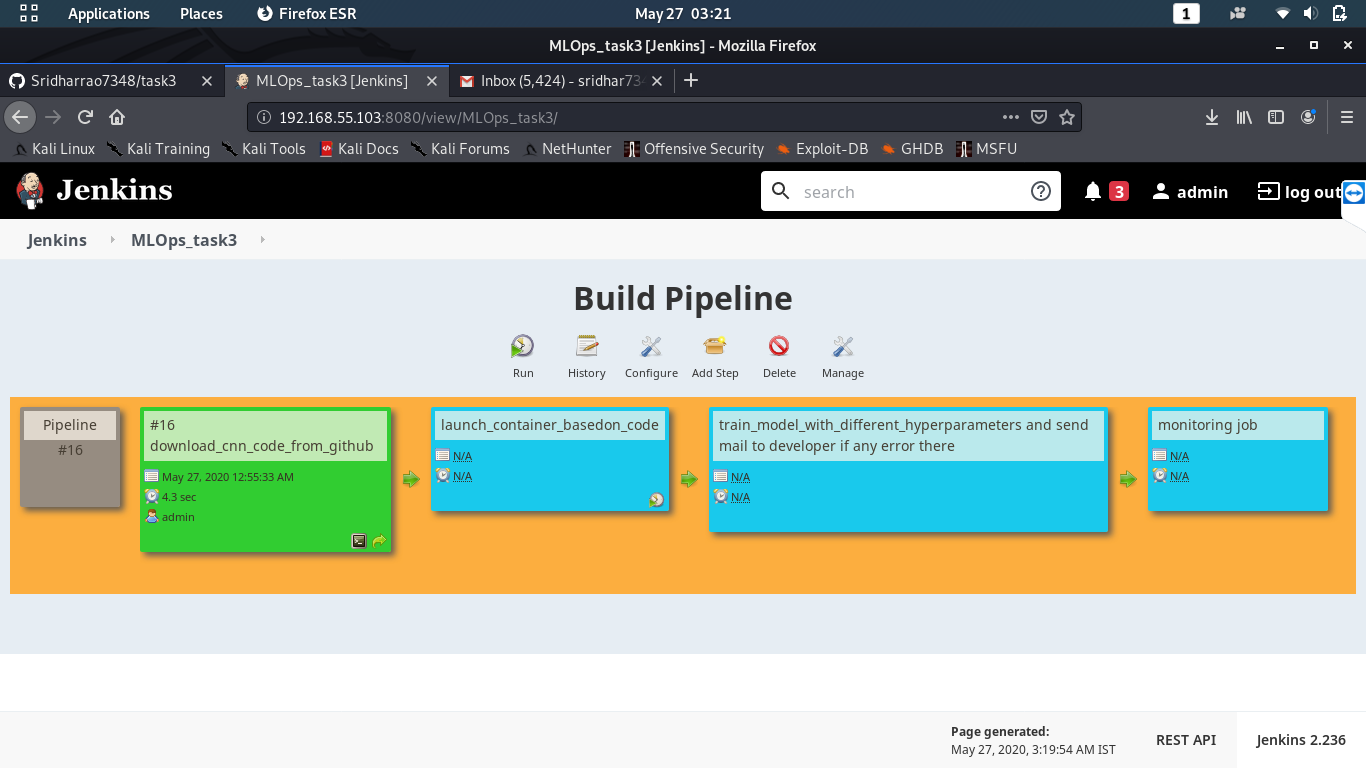 Applications Places Firefox ESR May 27 03:21 1
MLOps_task3 [Jenkins] - Mozilla Firefox
Sridharrao7348/task3 MLOps_task3 [Jenkins] Inbox (5,424) - sridhar734
192.168.55.103:8080/view/MLOps_task3/
Kali Linux Kali Training Kali Tools Kali Docs Kali Forums NetHunter Offensive Security Exploit-DB GHDB MSFU
Jenkins search 3 admin log out
Jenkins MLOps_task3
Build Pipeline
Run History Configure Add Step Delete Manage
Pipeline
#16
#16
download_cnn_code_from_github
May 27, 2020 12:55:33 AM
4.3 sec
admin
launch_container_basedon_code
N/A
N/A
train_model_with_different_hyperparameters and send
mail to developer if any error there
N/A
N/A
monitoring job
N/A
N/A
Page generated:
May 27, 2020, 3:19:54 AM IST
REST API
Jenkins 2.236